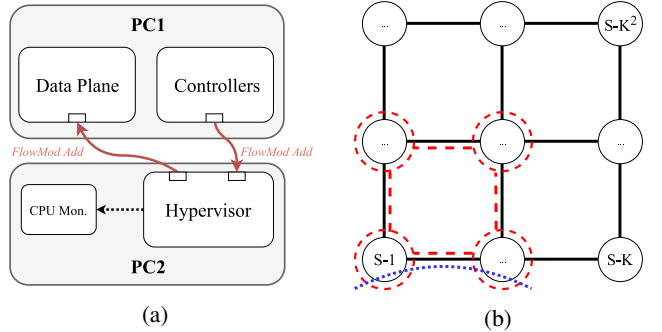 PC1
Data Plane
Controllers
FlowMod Add
FlowMod Add
CPU Mon.
Hypervisor
PC2
(a)
...
...
S-K²
...
...
...
S-1
...
S-K
(b)